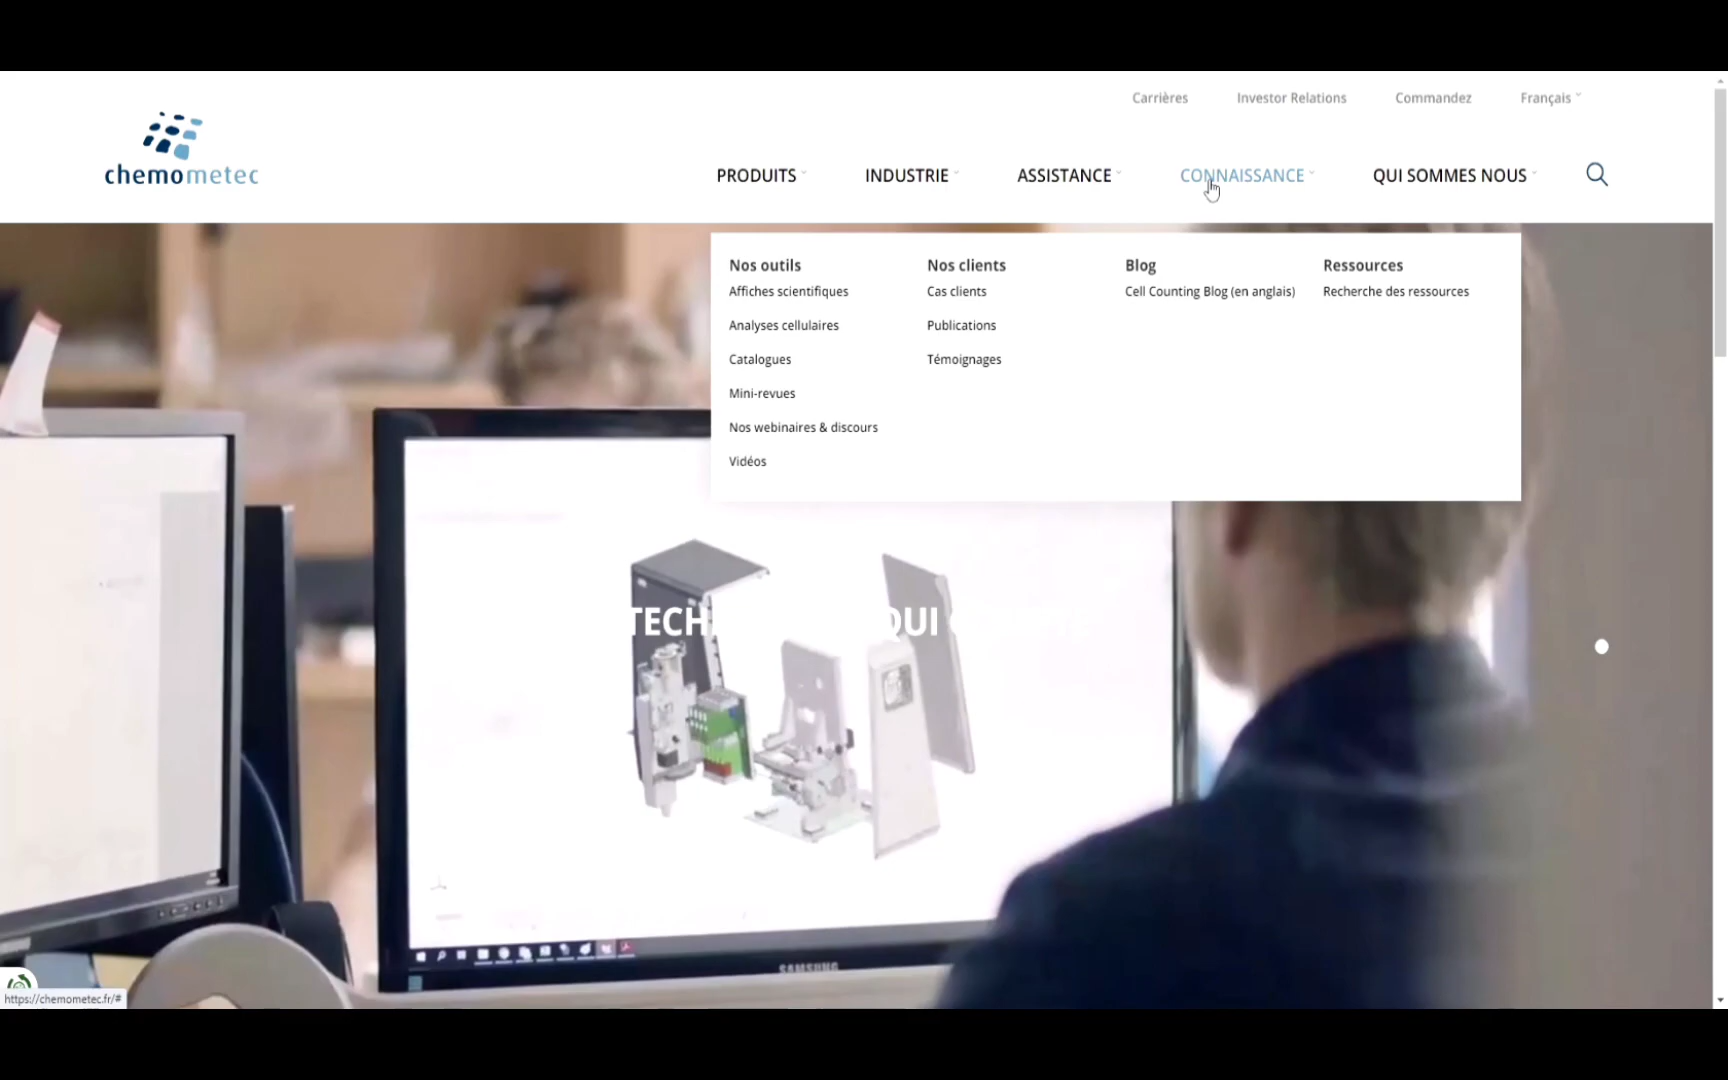 Carrières Investor Relations Commandez Français
chemometec
PRODUITS INDUSTRIE ASSISTANCE CONNAISSANCE QUI SOMMES NOUS
Nos outils
Affiches scientifiques
Analyses cellulaires
Catalogues
Mini-revues
Nos webinaires & discours
Vidéos
Nos clients
Cas clients
Publications
Témoignages
Blog
Cell Counting Blog (en anglais)
Ressources
Recherche des ressources
QUI
SAMSUNG
https://chemometec.fr/#